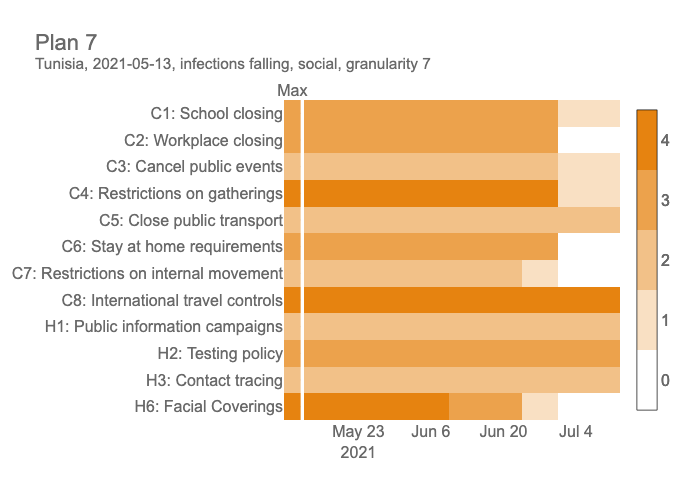 Plan 7
Tunisia, 2021-05-13, infections falling, social, granularity 7
Max
C1: School closing
C2: Workplace closing
C3: Cancel public events
C4: Restrictions on gatherings
C5: Close public transport
C6: Stay at home requirements
C7: Restrictions on internal movement
C8: International travel controls
H1: Public information campaigns
H2: Testing policy
H3: Contact tracing
H6: Facial Coverings
May 23 Jun 6 Jun 20 Jul 4
2021
4
3
2
1
0